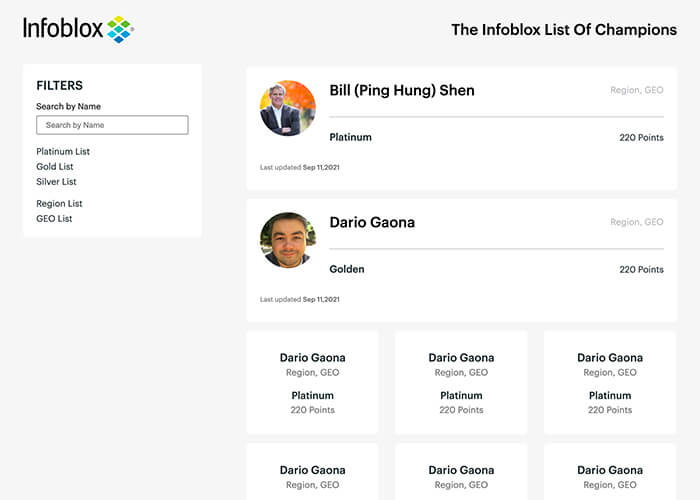 Infoblox
The Infoblox List Of Champions
FILTERS
Search by Name
Search by Name
Platinum List
Gold List
Silver List
Region List
GEO List
Bill (Ping Hung) Shen
Region, GEO
Platinum
220 Points
Last updated Sep 11,2021
Dario Gaona
Region, GEO
Golden
220 Points
Last updated Sep 11,2021
Dario Gaona
Region, GEO
Platinum
220 Points
Dario Gaona
Region, GEO
Platinum
220 Points
Dario Gaona
Region, GEO
Platinum
220 Points
Dario Gaona
Region, GEO
Dario Gaona
Region, GEO
Dario Gaona
Region, GEO